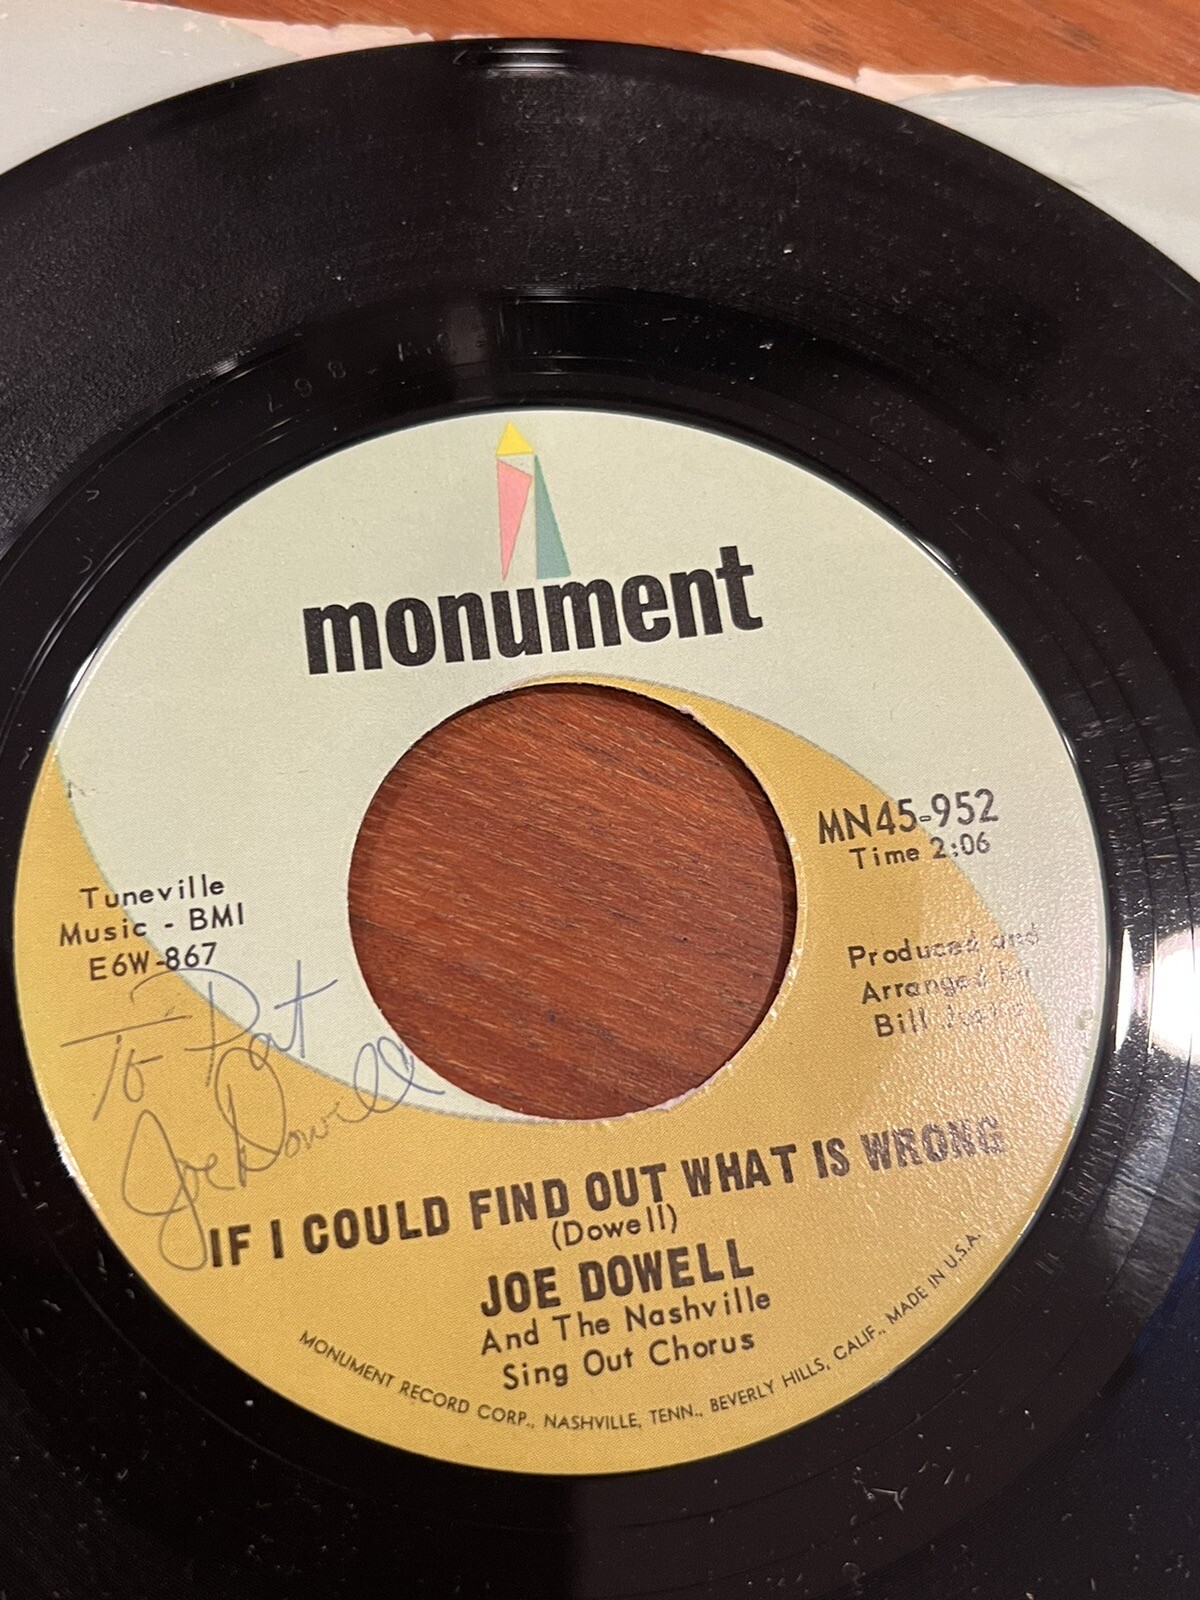 monument
MN45-952
Time 2:06
Tuneville
Music - BMI
E6W-867
Produced and
Arranged by
Bill
To Pat
Joe Dowell
IF I COULD FIND OUT WHAT IS WRONG
(Dowell)
JOE DOWELL
And The Nashville
Sing Out Chorus
MONUMENT RECORD CORP., NASHVILLE, TENN., BEVERLY HILLS, CALIF., MADE IN U.S.A.